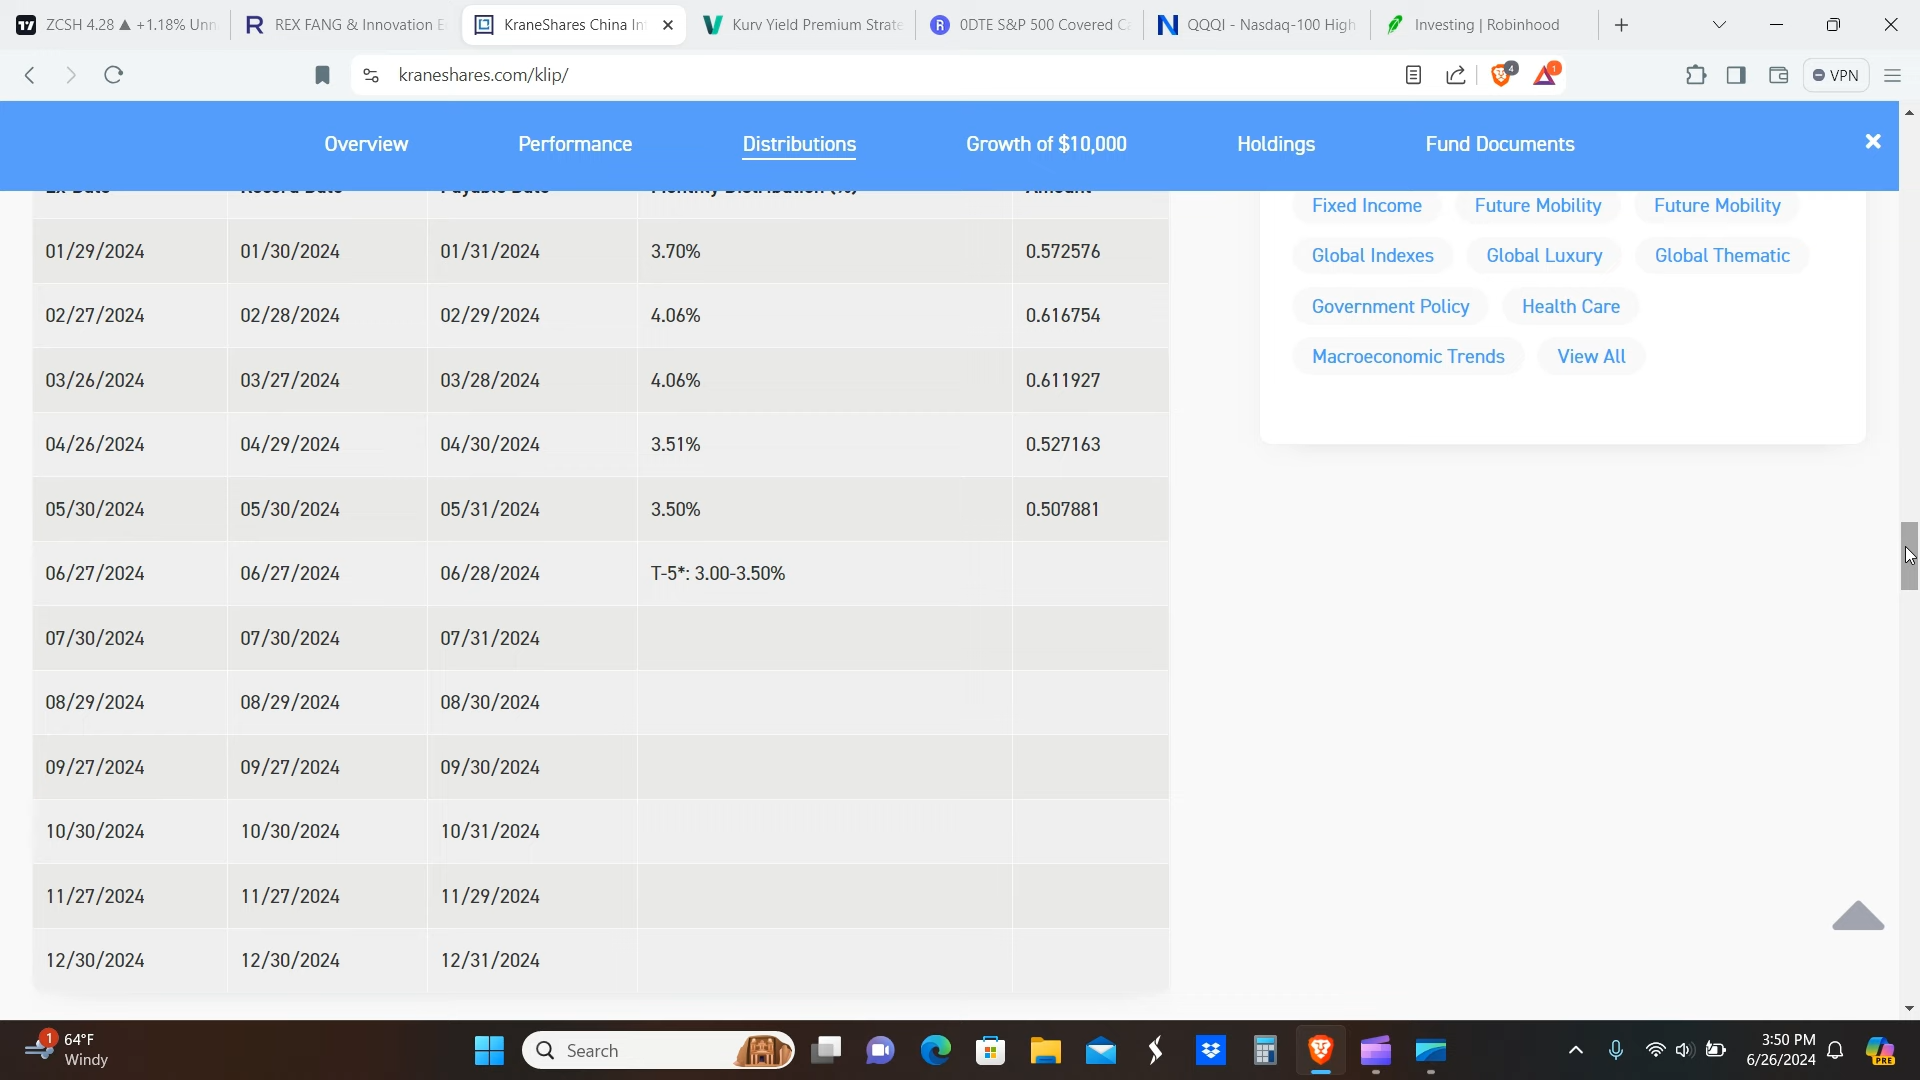 ZCSH 4.28 ▲ +1.18% Unn
REX FANG & Innovation E
KraneShares China In
Kurv Yield Premium Strate
0DTE S&P 500 Covered C
QQQI - Nasdaq-100 High
Investing | Robinhood
kraneshares.com/klip/
4
1
VPN
Overview Performance Distributions Growth of $10,000 Holdings Fund Documents
01/29/2024 01/30/2024 01/31/2024 3.70% 0.572576
02/27/2024 02/28/2024 02/29/2024 4.06% 0.616754
03/26/2024 03/27/2024 03/28/2024 4.06% 0.611927
04/26/2024 04/29/2024 04/30/2024 3.51% 0.527163
05/30/2024 05/30/2024 05/31/2024 3.50% 0.507881
06/27/2024 06/27/2024 06/28/2024 T-5*: 3.00-3.50%
07/30/2024 07/30/2024 07/31/2024
08/29/2024 08/29/2024 08/30/2024
09/27/2024 09/27/2024 09/30/2024
10/30/2024 10/30/2024 10/31/2024
11/27/2024 11/27/2024 11/29/2024
12/30/2024 12/30/2024 12/31/2024
Fixed Income Future Mobility Future Mobility
Global Indexes Global Luxury Global Thematic
Government Policy Health Care
Macroeconomic Trends View All
1
64°F
Windy
Search
3:50 PM
6/26/2024
PRE